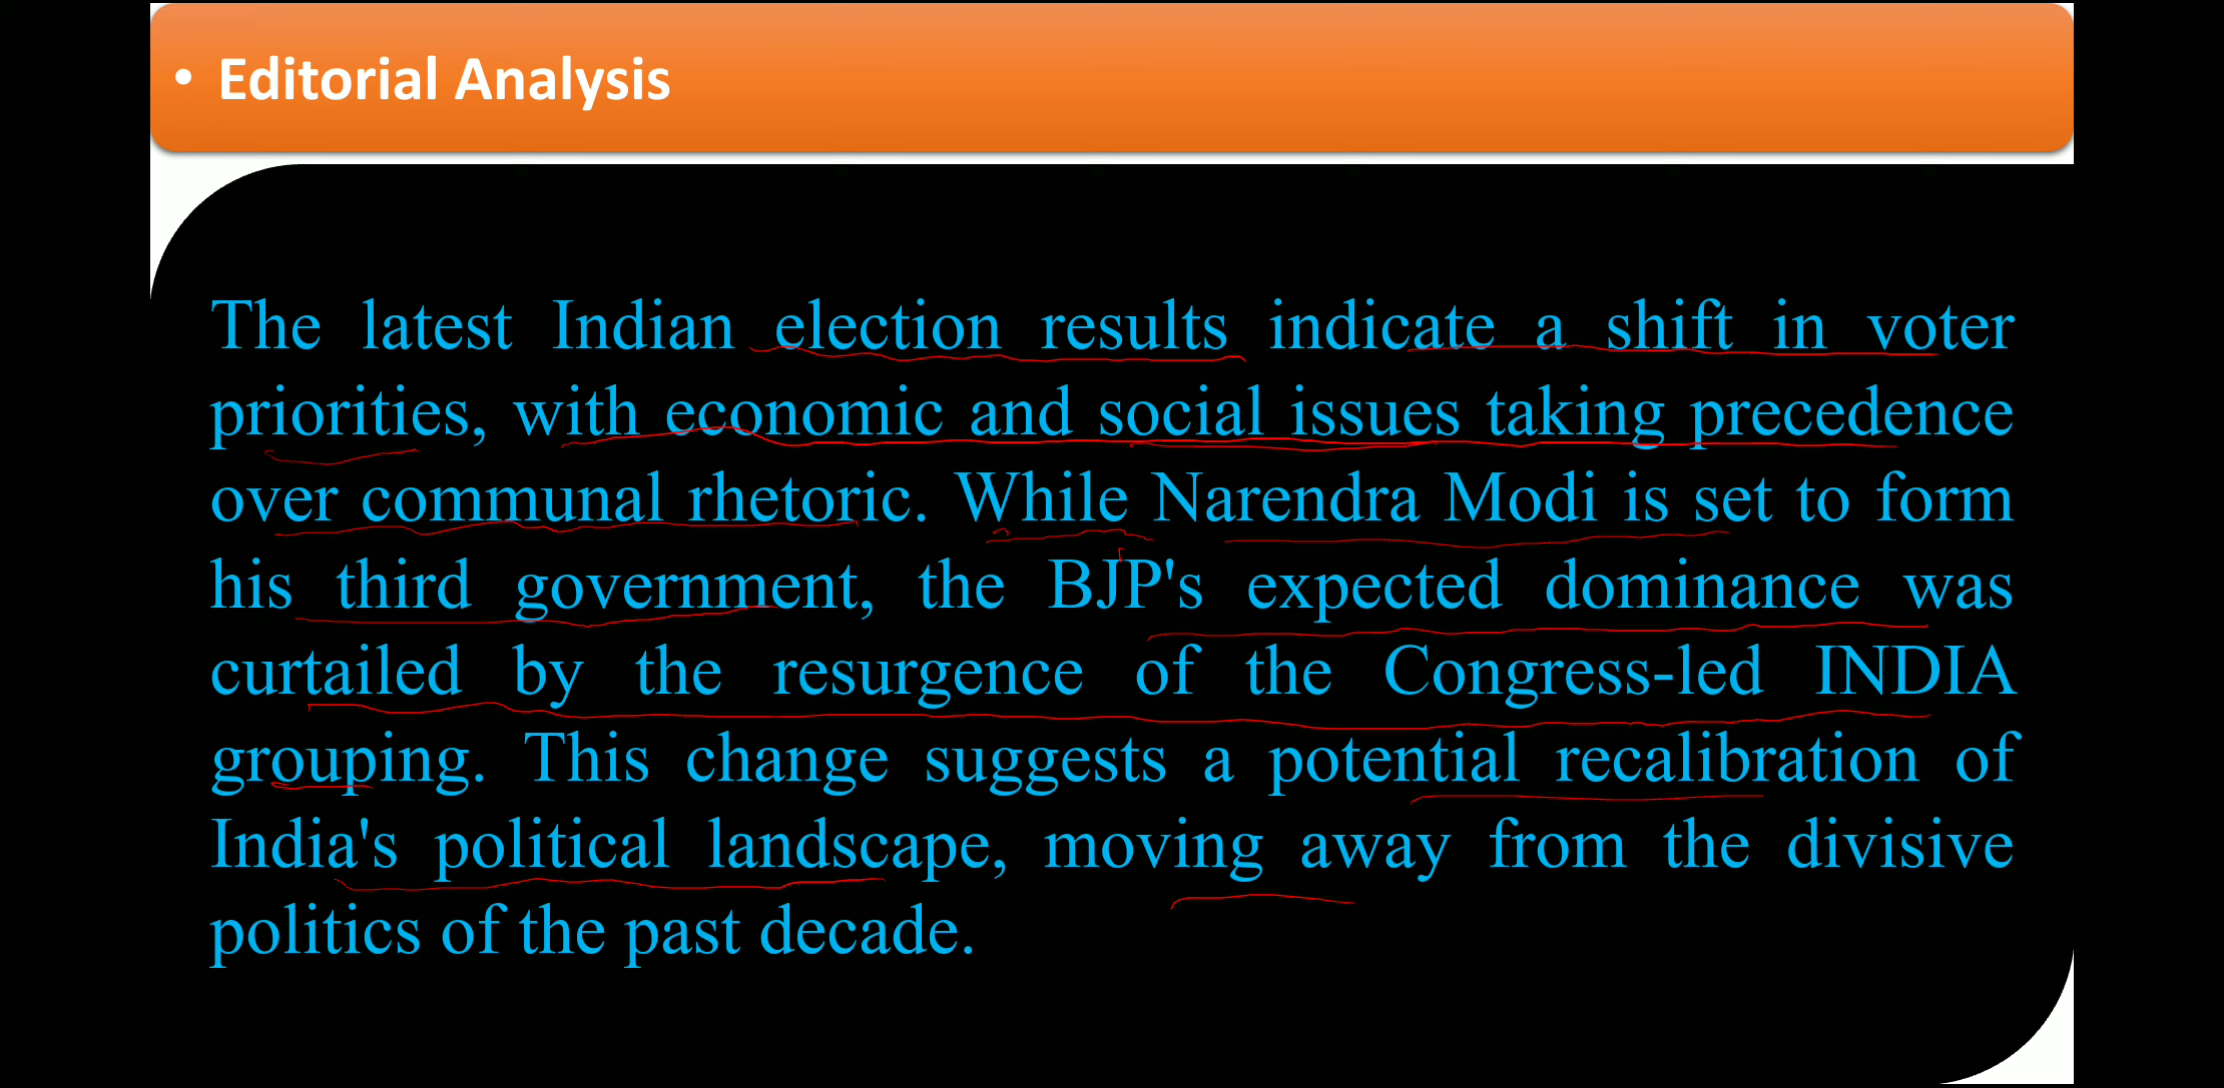 • Editorial Analysis
The latest Indian election results indicate a shift in voter
priorities, with economic and social issues taking precedence
over communal rhetoric. While Narendra Modi is set to form
his third government, the BJP's expected dominance was
curtailed by the resurgence of the Congress-led INDIA
grouping. This change suggests a potential recalibration of
India's political landscape, moving away from the divisive
politics of the past decade.